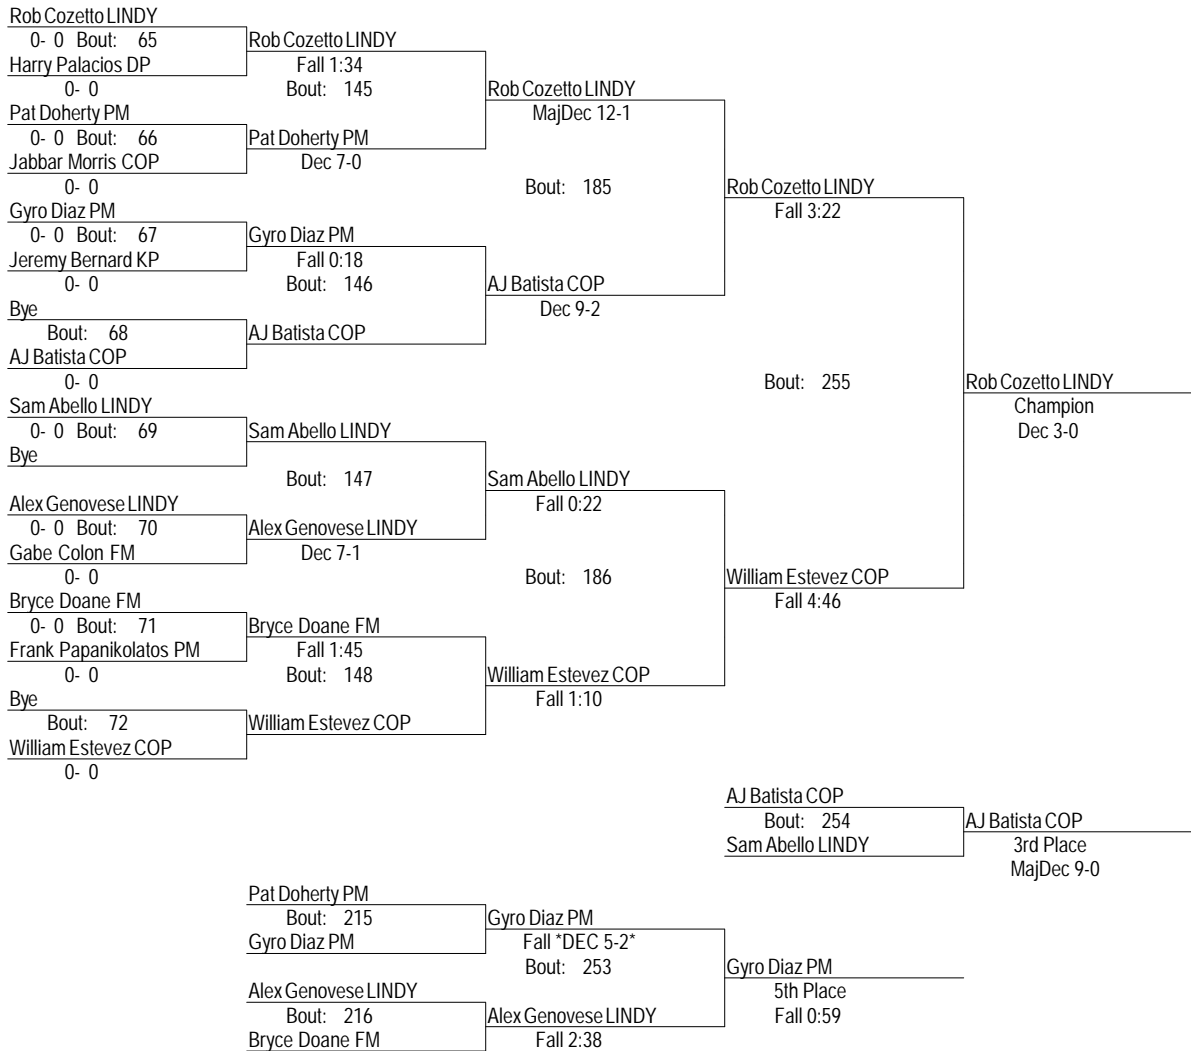 Rob Cozetto LINDY
0- 0 Bout: 65
Rob Cozetto LINDY
Harry Palacios DP
Fall 1:34
0- 0
Bout: 145
Rob Cozetto LINDY
Pat Doherty PM
MajDec 12-1
0- 0 Bout: 66
Pat Doherty PM
Jabbar Morris COP
Dec 7-0
0- 0
Bout: 185
Rob Cozetto LINDY
Gyro Diaz PM
Fall 3:22
0- 0 Bout: 67
Gyro Diaz PM
Jeremy Bernard KP
Fall 0:18
0- 0
Bout: 146
AJ Batista COP
Bye
Dec 9-2
Bout: 68
AJ Batista COP
AJ Batista COP
0- 0
Bout: 255
Rob Cozetto LINDY
Sam Abello LINDY
Champion
0- 0 Bout: 69
Sam Abello LINDY
Dec 3-0
Bye
Bout: 147
Sam Abello LINDY
Alex Genovese LINDY
Fall 0:22
0- 0 Bout: 70
Alex Genovese LINDY
Gabe Colon FM
Dec 7-1
0- 0
Bout: 186
William Estevez COP
Bryce Doane FM
Fall 4:46
0- 0 Bout: 71
Bryce Doane FM
Frank Papanikolatos PM
Fall 1:45
0- 0
Bout: 148
William Estevez COP
Bye
Fall 1:10
Bout: 72
William Estevez COP
William Estevez COP
0- 0
AJ Batista COP
Bout: 254
AJ Batista COP
Sam Abello LINDY
3rd Place
MajDec 9-0
Pat Doherty PM
Bout: 215
Gyro Diaz PM
Gyro Diaz PM
Fall *DEC 5-2*
Bout: 253
Gyro Diaz PM
Alex Genovese LINDY
5th Place
Bout: 216
Alex Genovese LINDY
Fall 0:59
Bryce Doane FM
Fall 2:38